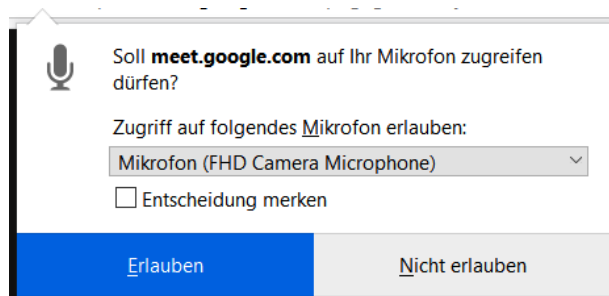 Soll meet.google.com auf Ihr Mikrofon zugreifen
dürfen?
Zugriff auf folgendes Mikrofon erlauben:
Mikrofon (FHD Camera Microphone)
Entscheidung merken
Erlauben
Nicht erlauben